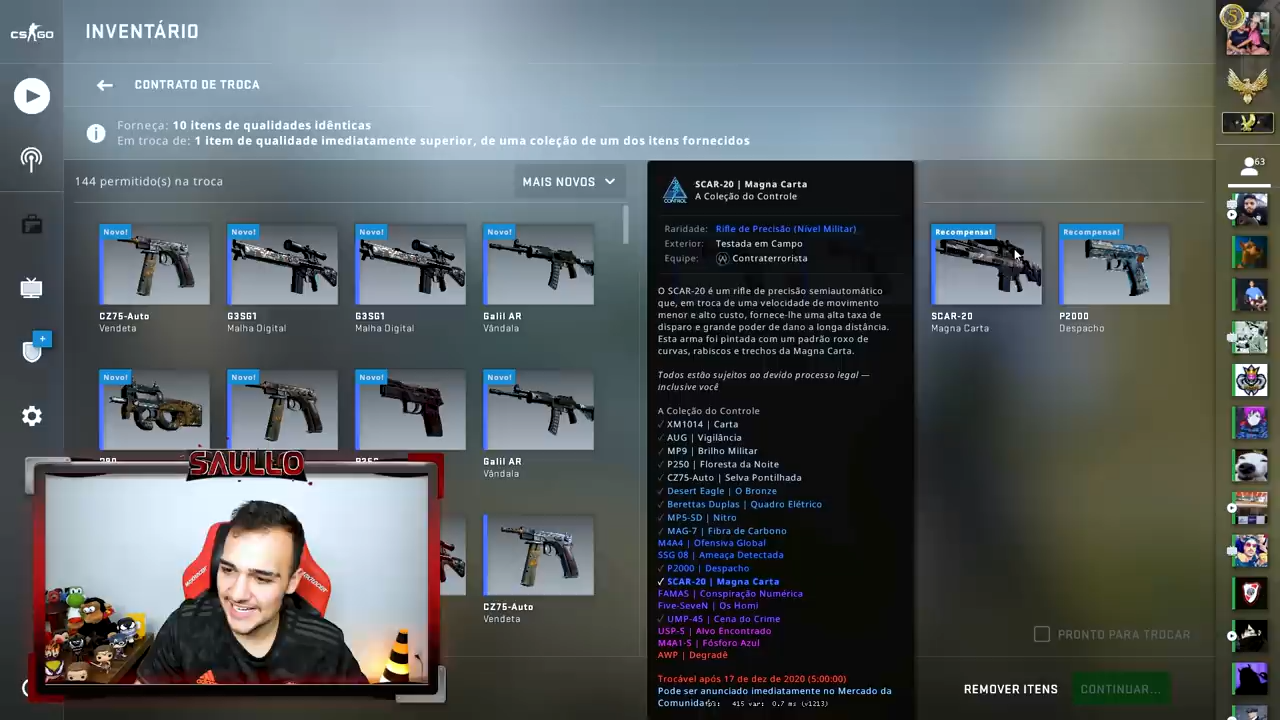 CS:GO
INVENTÁRIO
CONTRATO DE TROCA
Forneça: 10 itens de qualidades idênticas
Em troca de: 1 item de qualidade imediatamente superior, de uma coleção de um dos itens fornecidos
144 permitido(s) na troca
MAIS NOVOS
Novo!
CZ75-Auto
Vendeta
Novo!
G3SG1
Malha Digital
Novo!
G3SG1
Malha Digital
Novo!
Galil AR
Vândala
Novo!
Novo!
Novo!
Novo!
Galil AR
Vândala
CZ75-Auto
Vendeta
SAULLO
CONTROL
SCAR-20 | Magna Carta
A Coleção do Controle
Raridade: Rifle de Precisão (Nível Militar)
Exterior: Testada em Campo
Equipe: Contraterrorista
O SCAR-20 é um rifle de precisão semiautomático
que, em troca de uma velocidade de movimento
menor e alto custo, fornece-lhe uma alta taxa de
disparo e grande poder de dano a longa distância.
Esta arma foi pintada com um padrão roxo de
curvas, rabiscos e trechos da Magna Carta.
Todos estão sujeitos ao devido processo legal —
inclusive você
A Coleção do Controle
✓ XM1014 | Carta
✓ AUG | Vigilância
✓ MP9 | Brilho Militar
✓ P250 | Floresta da Noite
✓ CZ75-Auto | Selva Pontilhada
✓ Desert Eagle | O Bronze
✓ Berettas Duplas | Quadro Elétrico
✓ MP5-SD | Nitro
✓ MAG-7 | Fibra de Carbono
M4A4 | Ofensiva Global
SSG 08 | Ameaça Detectada
✓ P2000 | Despacho
✓ SCAR-20 | Magna Carta
FAMAS | Conspiração Numérica
Five-SeveN | Os Homi
✓ UMP-45 | Cena do Crime
USP-S | Alvo Encontrado
M4A1-S | Fósforo Azul
AWP | Degradê
Trocável após 17 de dez de 2020 (5:00:00)
Pode ser anunciado imediatamente no Mercado da
415 var: 0.7 ms (v1213)
Recompensa!
SCAR-20
Magna Carta
Recompensa!
P2000
Despacho
PRONTO PARA TROCAR
REMOVER ITENS
CONTINUAR...
5
63